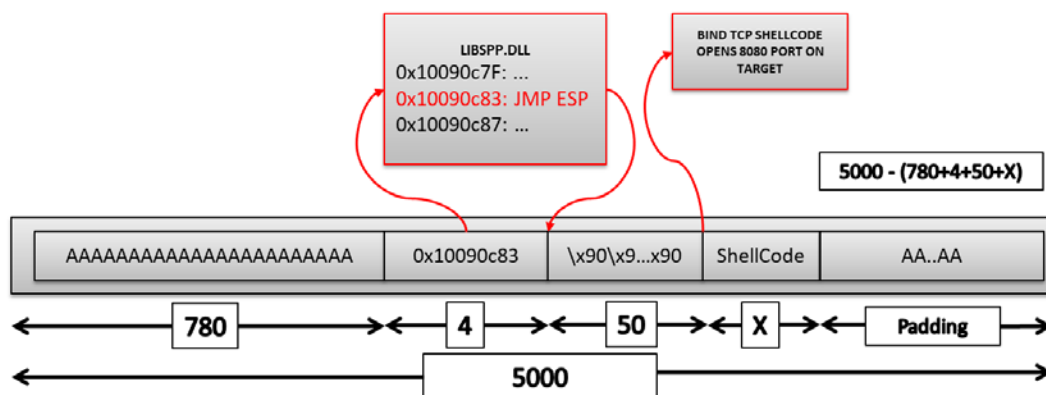 LIBSPP.DLL
0x10090c7F: ...
0x10090c83: JMP ESP
0x10090c87: ...
BIND TCP SHELLCODE
OPENS 8080 PORT ON
TARGET
5000 - (780+4+50+X)
AAAAAAAAAAAAAAAAAAAAAAAA
0x10090c83
\x90\x9...x90
ShellCode
AA..AA
780
4
50
X
Padding
5000